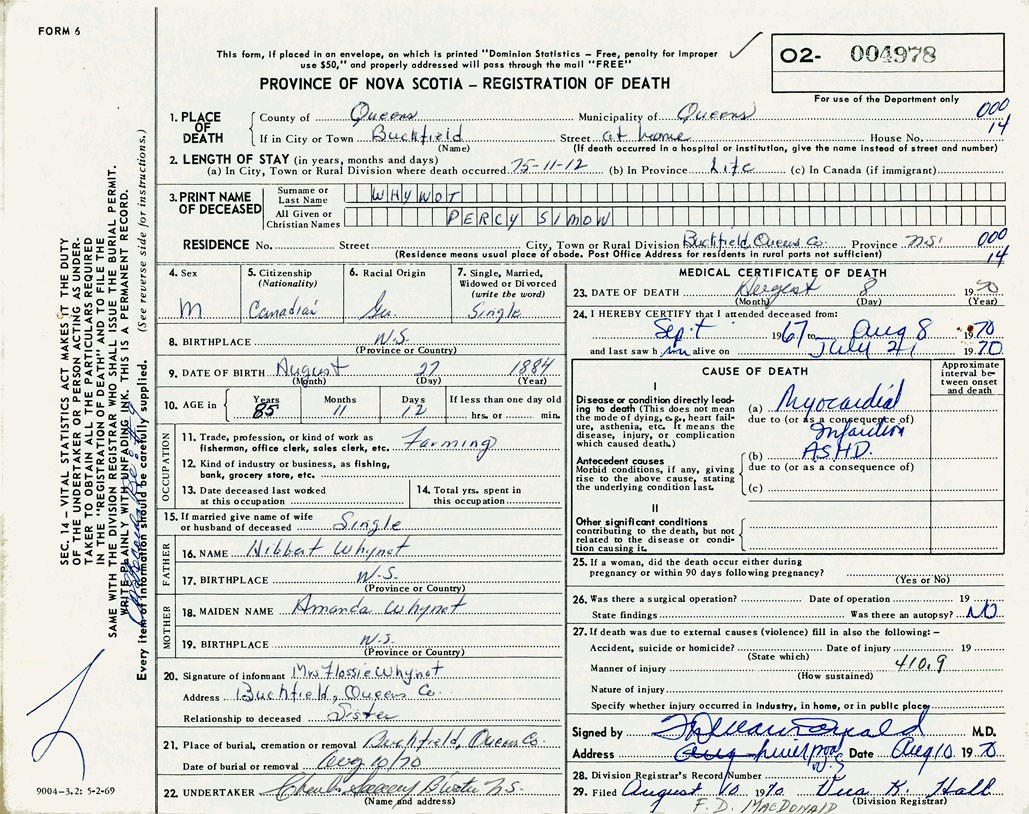 FORM 6
This form, if placed in an envelope, on which is printed "Dominion Statistics – Free, penalty for improper
use $50," and properly addressed will pass through the mail "FREE"
O2- 004978
For use of the Department only
PROVINCE OF NOVA SCOTIA – REGISTRATION OF DEATH
1. PLACE OF DEATH
County of Queens Municipality of Queens 000
If in City or Town Buckfield Street at home House No. 14
(Name) (If death occurred in a hospital or institution, give the name instead of street and number)
2. LENGTH OF STAY (in years, months and days)
(a) In City, Town or Rural Division where death occurred 75-11-12 (b) In Province Life (c) In Canada (if immigrant)
3. PRINT NAME OF DECEASED
Surname or Last Name WHYNOT
All Given or Christian Names PERCY SIMON
RESIDENCE No. Street City, Town or Rural Division Buckfield, Queens Co. Province N.S. 000
(Residence means usual place of abode. Post Office Address for residents in rural parts not sufficient) 14
4. Sex
M
5. Citizenship
(Nationality)
Canadian
6. Racial Origin
Ger.
7. Single, Married,
Widowed or Divorced
(write the word)
Single
8. BIRTHPLACE N.S.
(Province or Country)
9. DATE OF BIRTH August 27 1884
(Month) (Day) (Year)
10. AGE in Years Months Days If less than one day old
85 11 12 hrs. or min.
OCCUPATION
11. Trade, profession, or kind of work as
fisherman, office clerk, sales clerk, etc. Farming
12. Kind of industry or business, as fishing,
bank, grocery store, etc.
13. Date deceased last worked
at this occupation
14. Total yrs. spent in
this occupation
15. If married give name of wife
or husband of deceased Single
FATHER
16. NAME Hibbert Whynot
17. BIRTHPLACE N.S.
(Province or Country)
MOTHER
18. MAIDEN NAME Amanda Whynot
19. BIRTHPLACE N.S.
(Province or Country)
20. Signature of informant Mrs Flossie Whynot
Address Buckfield, Queens Co.
Relationship to deceased Sister
21. Place of burial, cremation or removal Buckfield, Queens Co
Date of burial or removal Aug 10/70
22. UNDERTAKER N.S.
(Name and address)
MEDICAL CERTIFICATE OF DEATH
23. DATE OF DEATH August 8 1970
(Month) (Day) (Year)
24. I HEREBY CERTIFY that I attended deceased from:
Sept 1967 to Aug 8 1970
and last saw him alive on July 21 1970
CAUSE OF DEATH
Approximate
interval be-
tween onset
and death
I
Disease or condition directly lead-
ing to death (This does not mean
the mode of dying, e.g., heart fail-
ure, asthenia, etc. It means the
disease, injury, or complication
which caused death.)
(a) Myocardial
due to (or as a consequence of)
Infarction
Antecedent causes
Morbid conditions, if any, giving
rise to the above cause, stating
the underlying condition last.
(b) ASHD.
due to (or as a consequence of)
(c)
II
Other significant conditions
contributing to the death, but not
related to the disease or condi-
tion causing it.
25. If a woman, did the death occur either during
pregnancy or within 90 days following pregnancy?
(Yes or No)
26. Was there a surgical operation? Date of operation 19
State findings Was there an autopsy? NO
27. If death was due to external causes (violence) fill in also the following: –
Accident, suicide or homicide? Date of injury 19
(State which)
Manner of injury 410.9
(How sustained)
Nature of injury
Specify whether injury occurred in Industry, in home, or in public place
Signed by M.D.
Address Liverpool N.S. Date Aug 10 1970
28. Division Registrar's Record Number
29. Filed August 10 1970 K. Hall
(Division Registrar)
F. D. MACDONALD
SEC. 14 – VITAL STATISTICS ACT MAKES IT THE DUTY
OF THE UNDERTAKER OR PERSON ACTING AS UNDER-
TAKER TO OBTAIN ALL THE PARTICULARS REQUIRED
IN THE "REGISTRATION OF DEATH" AND TO FILE THE
SAME WITH THE DIVISION REGISTRAR WHO SHALL ISSUE THE BURIAL PERMIT.
WRITE PLAINLY WITH UNFADING INK. THIS IS A PERMANENT RECORD.
Every item of information should be carefully supplied. (See reverse side for instructions.)
9004-3.2: 5-2-69